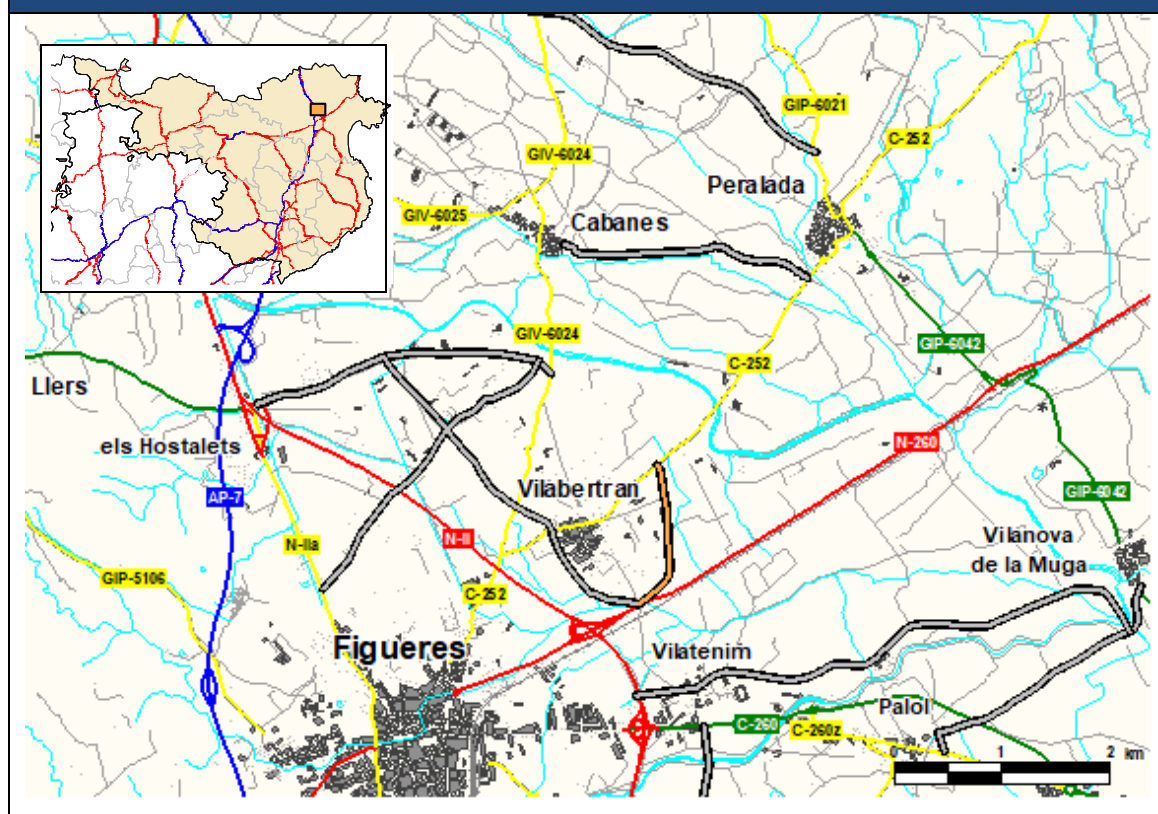 GIP-6021
C-252
GIV-6024
Peralada
GIV-6025
Cabanes
GIV-6024
GIP-6042
C-252
Llers
N-260
els Hostalets
AP-7
Vilabertran
GIP-6042
N-IIa
N-II
Vilanova
de la Muga
GIP-5106
C-252
Figueres
Vilatenim
Palol
C-260
C-260z
0 1 2 km